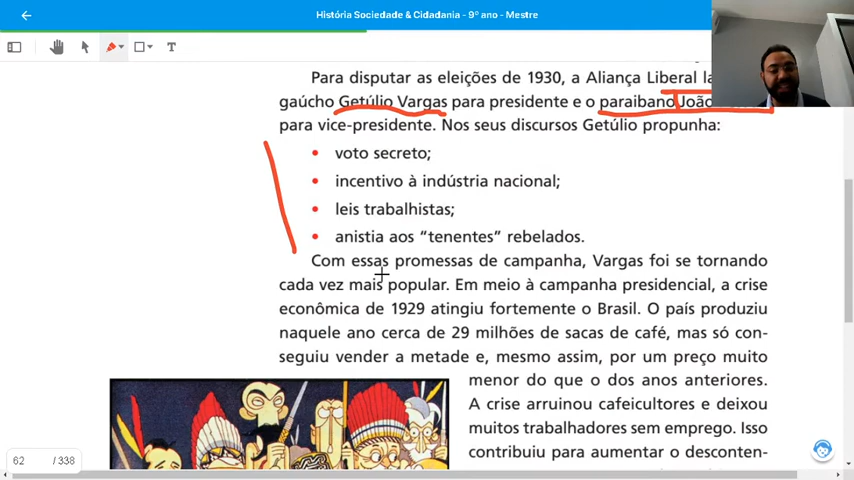 História Sociedade & Cidadania - 9º ano - Mestre
T
Para disputar as eleições de 1930, a Aliança Liberal
gaúcho Getúlio Vargas para presidente e o paraibano João
para vice-presidente. Nos seus discursos Getúlio propunha:
• voto secreto;
• incentivo à indústria nacional;
• leis trabalhistas;
• anistia aos “tenentes” rebelados.
Com essas promessas de campanha, Vargas foi se tornando
cada vez mais popular. Em meio à campanha presidencial, a crise
econômica de 1929 atingiu fortemente o Brasil. O país produziu
naquele ano cerca de 29 milhões de sacas de café, mas só con-
seguiu vender a metade e, mesmo assim, por um preço muito
menor do que o dos anos anteriores.
A crise arruinou cafeicultores e deixou
muitos trabalhadores sem emprego. Isso
contribuiu para aumentar o desconten-
62 / 338